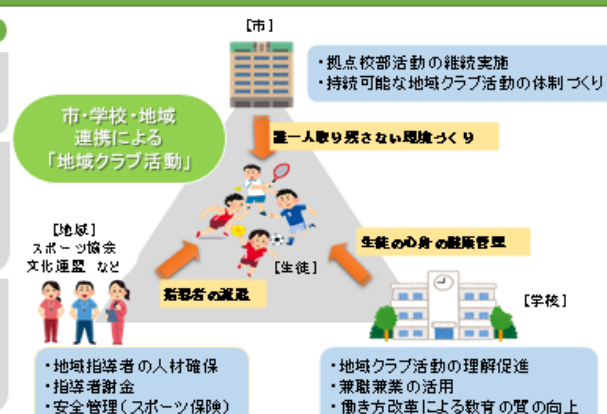 【市】
・拠点校部活動の継続実施
・持続可能な地域クラブ活動の体制づくり
市・学校・地域
連携による
「地域クラブ活動」
誰一人取り残さない環境づくり
【地域】
スポーツ協会
文化連盟 など
生徒の心身の健康管理
【生徒】
指導者の派遣
【学校】
・地域指導者の人材確保
・指導者謝金
・安全管理(スポーツ保険)
・地域クラブ活動の理解促進
・兼職兼業の活用
・働き方改革による教育の質の向上